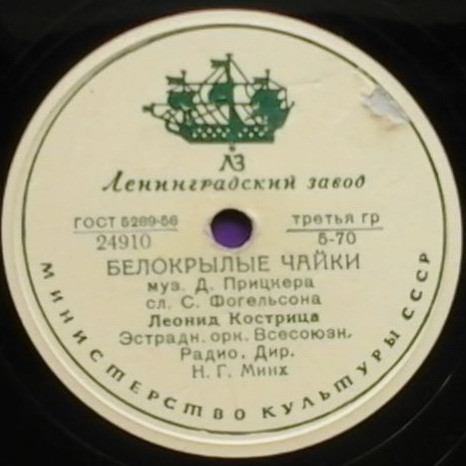 ЛЗ
Ленинградский завод
ГОСТ 5289-56
24910
третья гр
5-70
БЕЛОКРЫЛЫЕ ЧАЙКИ
муз. Д. Прицкера
сл. С. Фогельсона
Леонид Кострица
Эстрадн. орк. Всесоюзн.
Радио, Дир.
Н. Г. Минх
МИНИСТЕРСТВО КУЛЬТУРЫ СССР